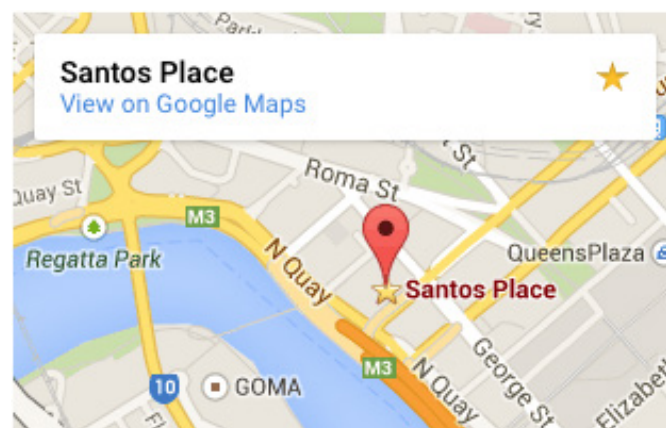 Santos Place
View on Google Maps
Roma St
Quay St
M3
Regatta Park
N Quay
QueensPlaza
Santos Place
M3
N Quay
George St
10
GOMA